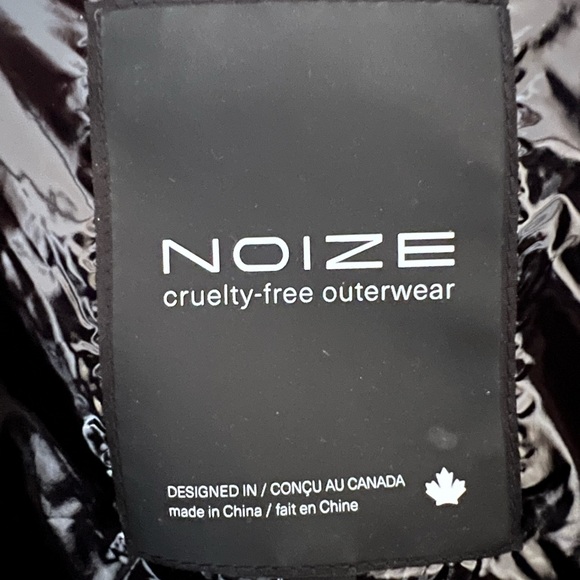 NOIZE
cruelty-free outerwear
DESIGNED IN / CONÇU AU CANADA
made in China / fait en Chine